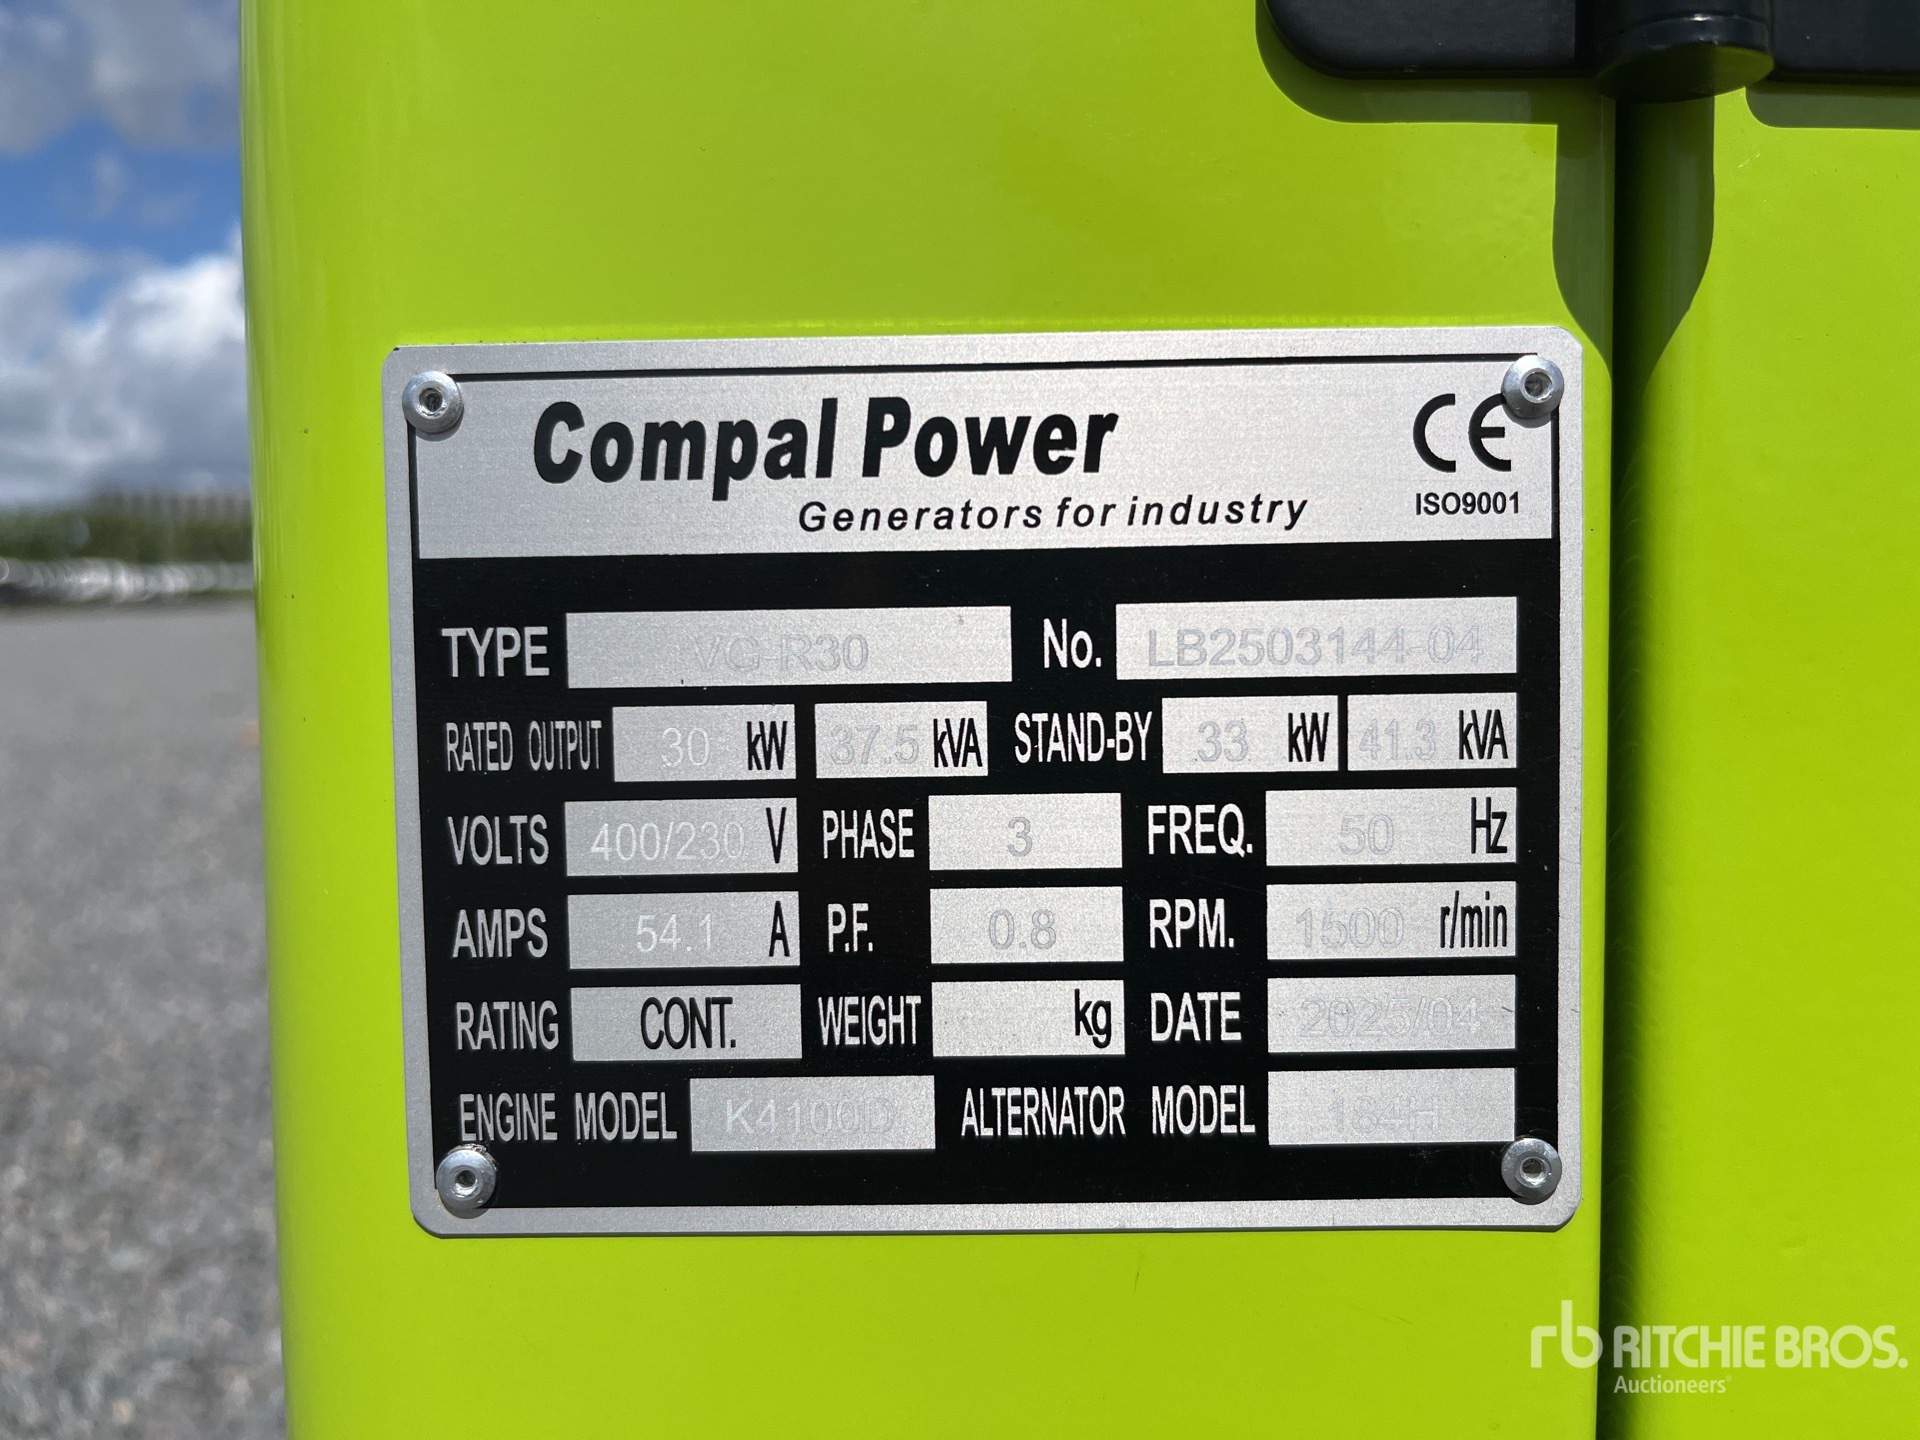 Compal Power
Generators for industry
CE
ISO9001
TYPE VG-R30 No. LB2503144-04
RATED OUTPUT 30 kW 37.5 kVA STAND-BY 33 kW 41.3 kVA
VOLTS 400/230 V PHASE 3 FREQ. 50 Hz
AMPS 54.1 A P.F. 0.8 RPM. 1500 r/min
RATING CONT. WEIGHT kg DATE 2025/04
ENGINE MODEL K4100D ALTERNATOR MODEL 184H
rb RITCHIE BROS.
Auctioneers